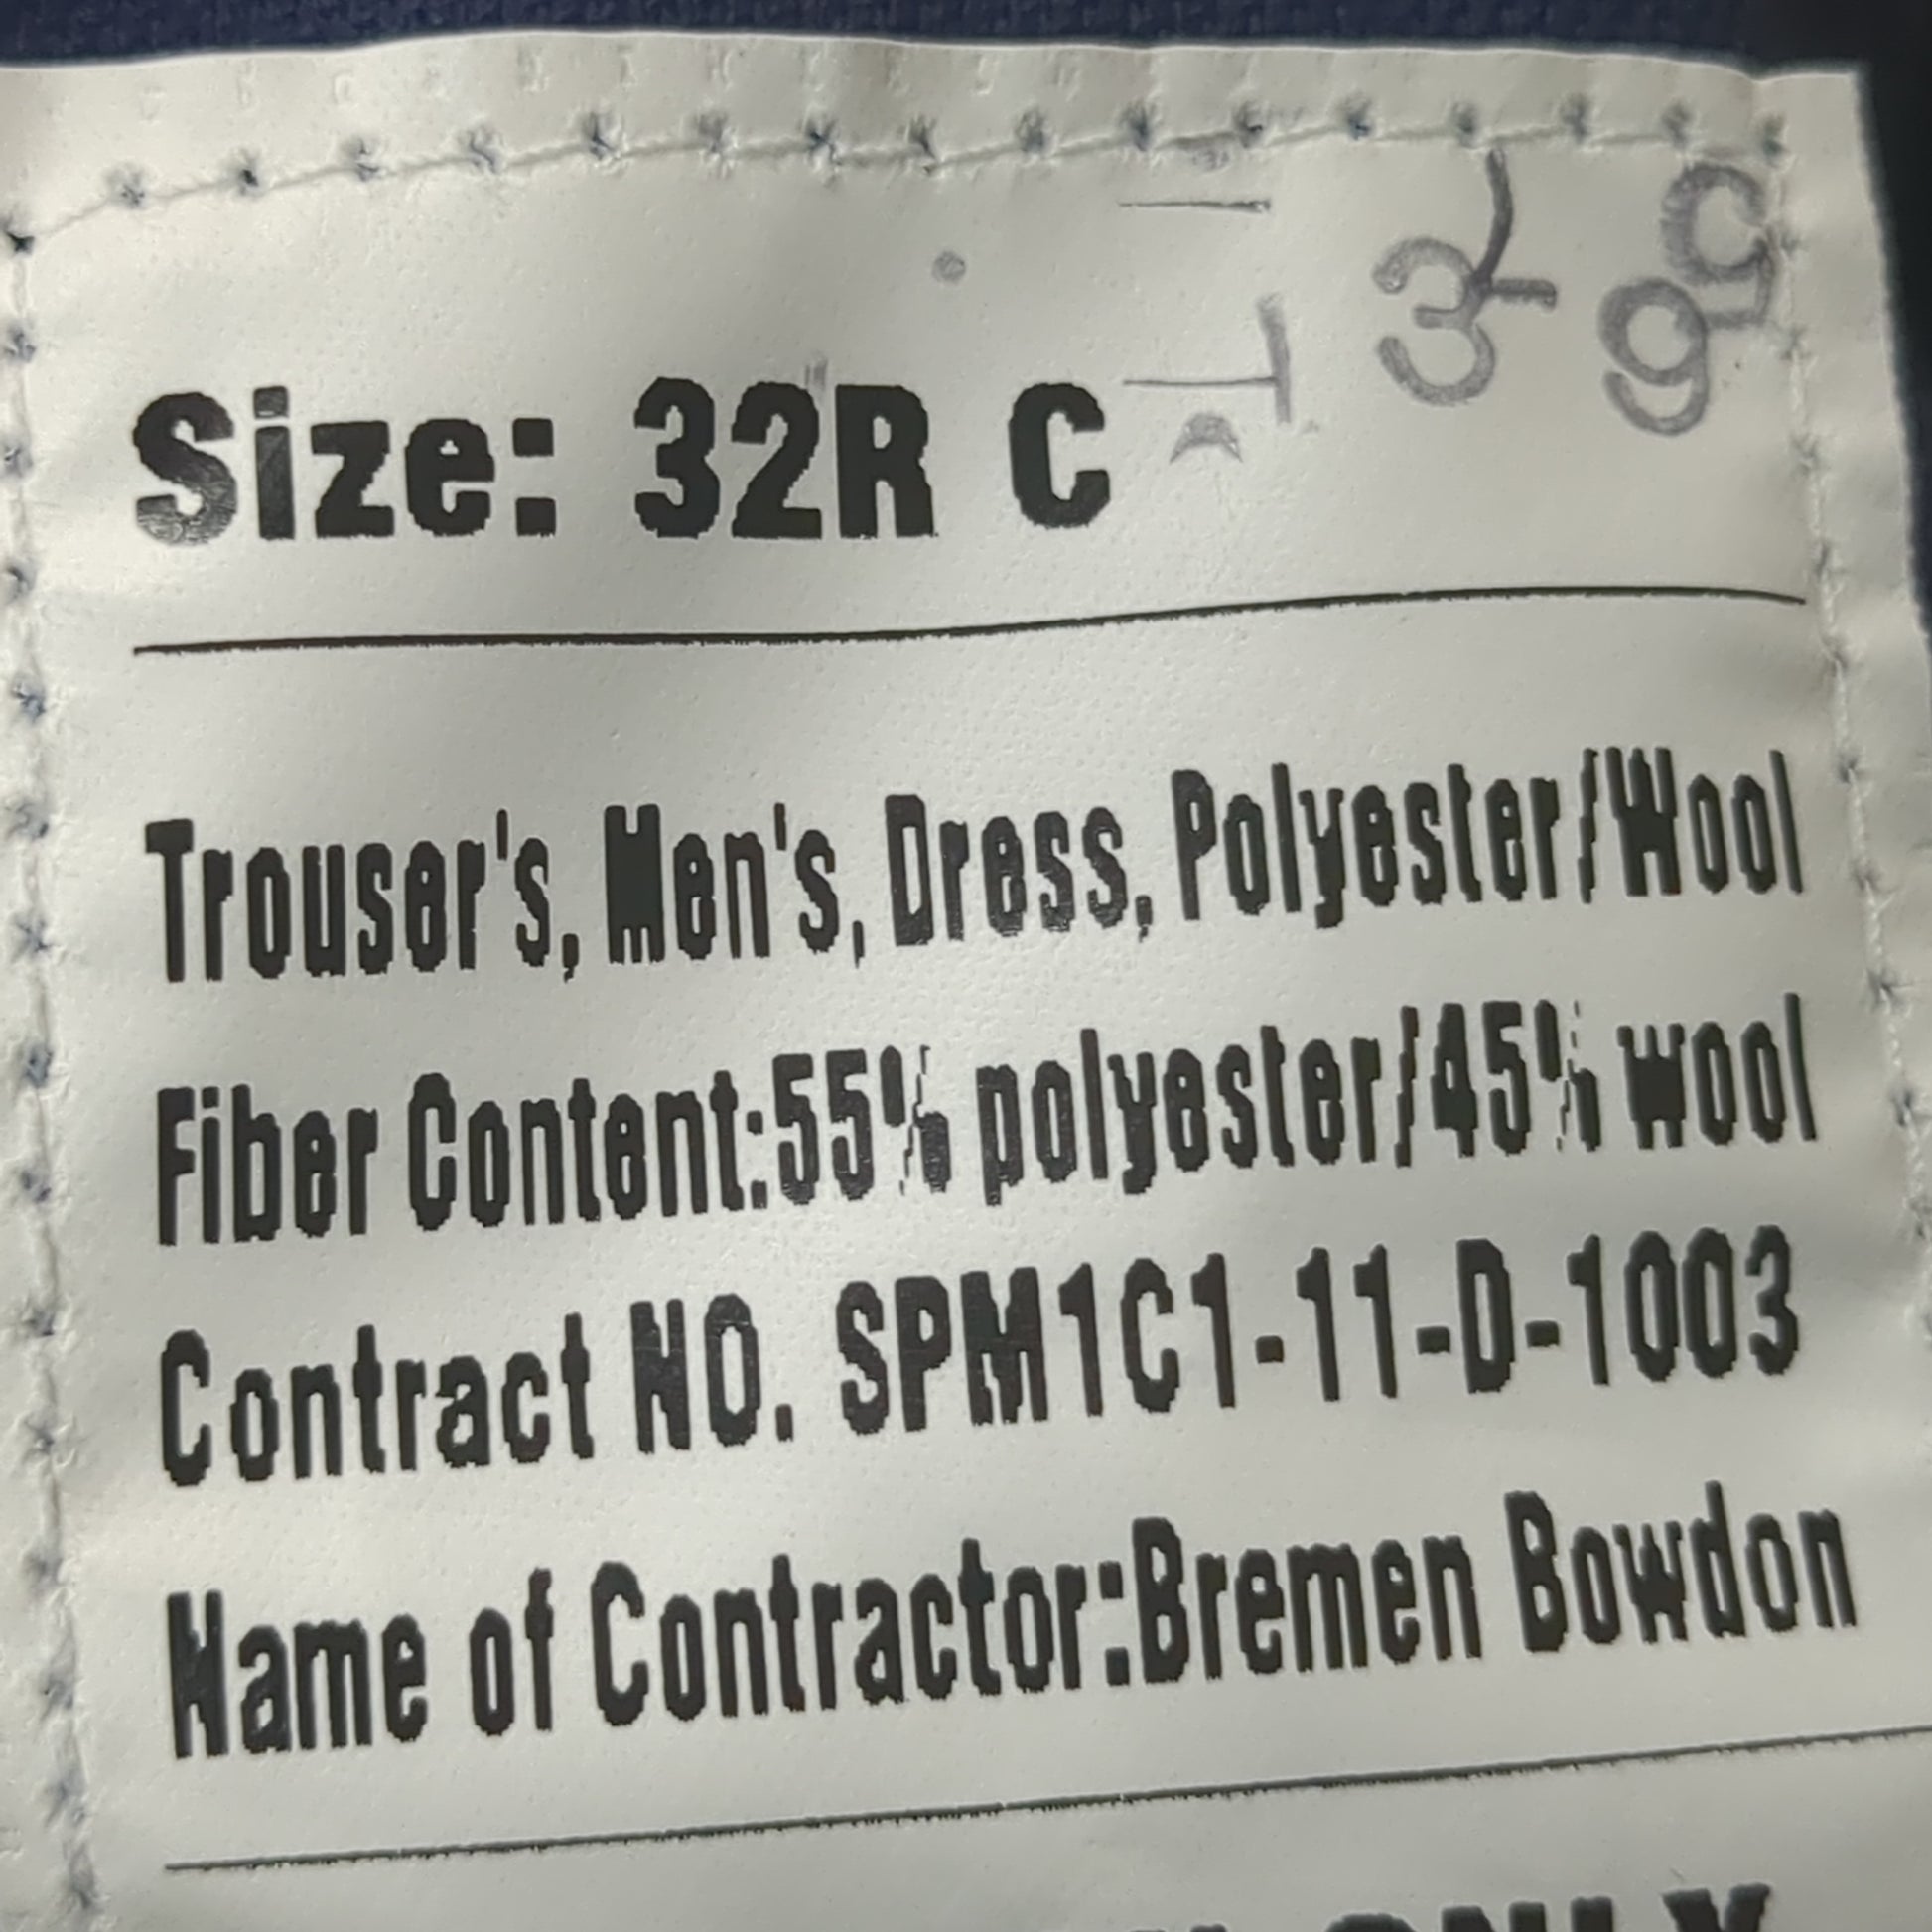 Size: 32R C
Trouser's, Men's, Dress, Polyester/Wool
Fiber Content:55% polyester/45% wool
Contract NO. SPM1C1-11-D-1003
Name of Contractor:Bremen Bowdon
ONLY